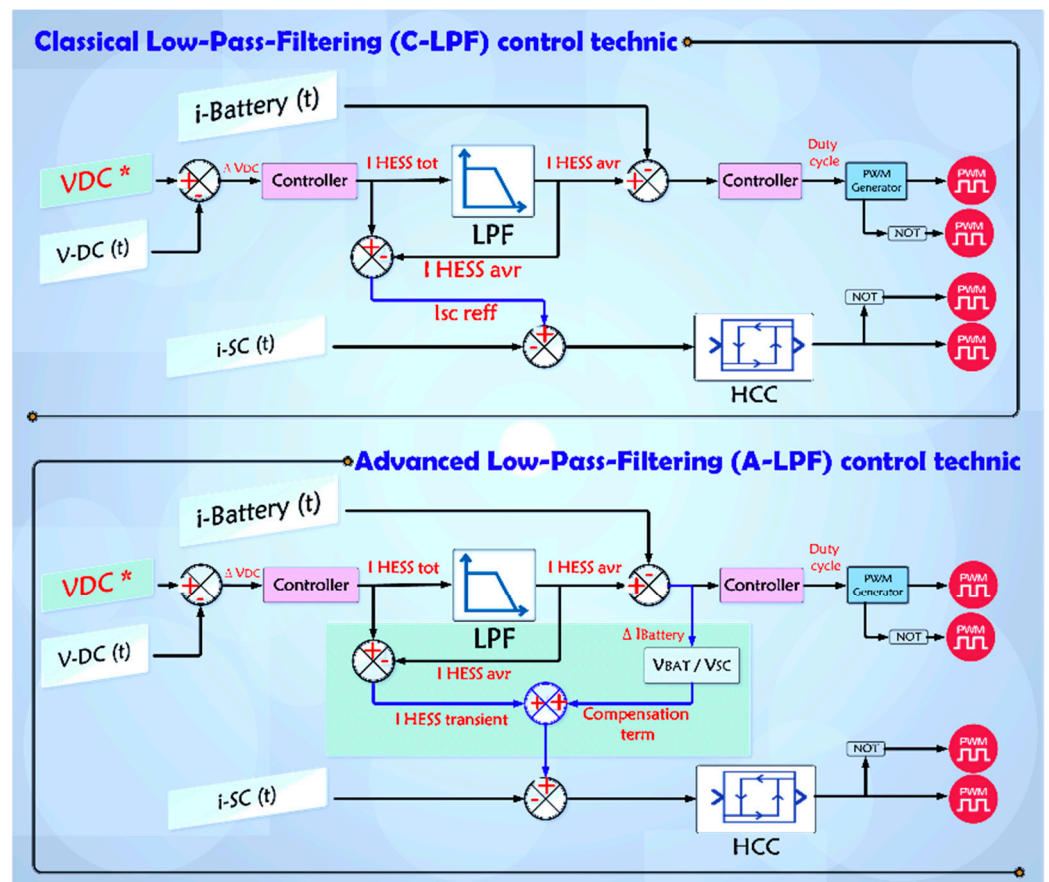 Classical Low-Pass-Filtering (C-LPF) control technic
i-Battery (t)
VDC *
Δ VDC
Controller
I HESS tot
LPF
I HESS avr
Controller
Duty
cycle
PWM
Generator
PWM
NOT
PWM
V-DC (t)
I HESS avr
Isc reff
i-SC (t)
HCC
NOT
PWM
PWM
Advanced Low-Pass-Filtering (A-LPF) control technic
i-Battery (t)
VDC *
Δ VDC
Controller
I HESS tot
LPF
I HESS avr
Controller
Duty
cycle
PWM
Generator
PWM
NOT
PWM
V-DC (t)
Δ IBattery
VBAT / VSC
I HESS avr
I HESS transient
Compensation
term
i-SC (t)
HCC
NOT
PWM
PWM